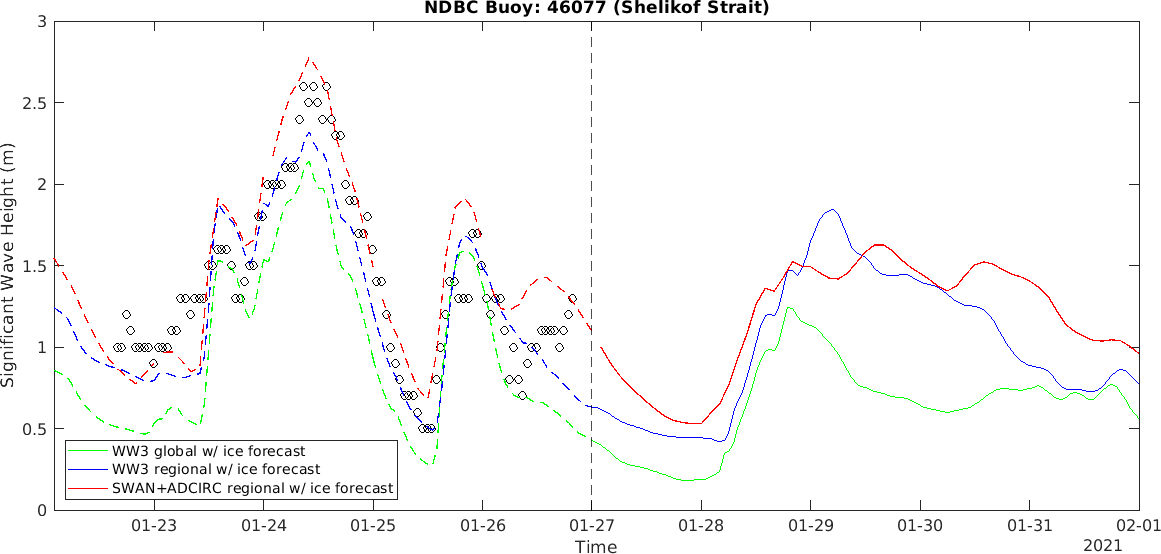 NDBC Buoy: 46077 (Shelikof Strait)
3
2.5
2
1.5
1
0.5
0
Significant Wave Height (m)
WW3 global w/ ice forecast
WW3 regional w/ ice forecast
SWAN+ADCIRC regional w/ ice forecast
01-23 01-24 01-25 01-26 01-27 01-28 01-29 01-30 01-31 02-01
Time
2021